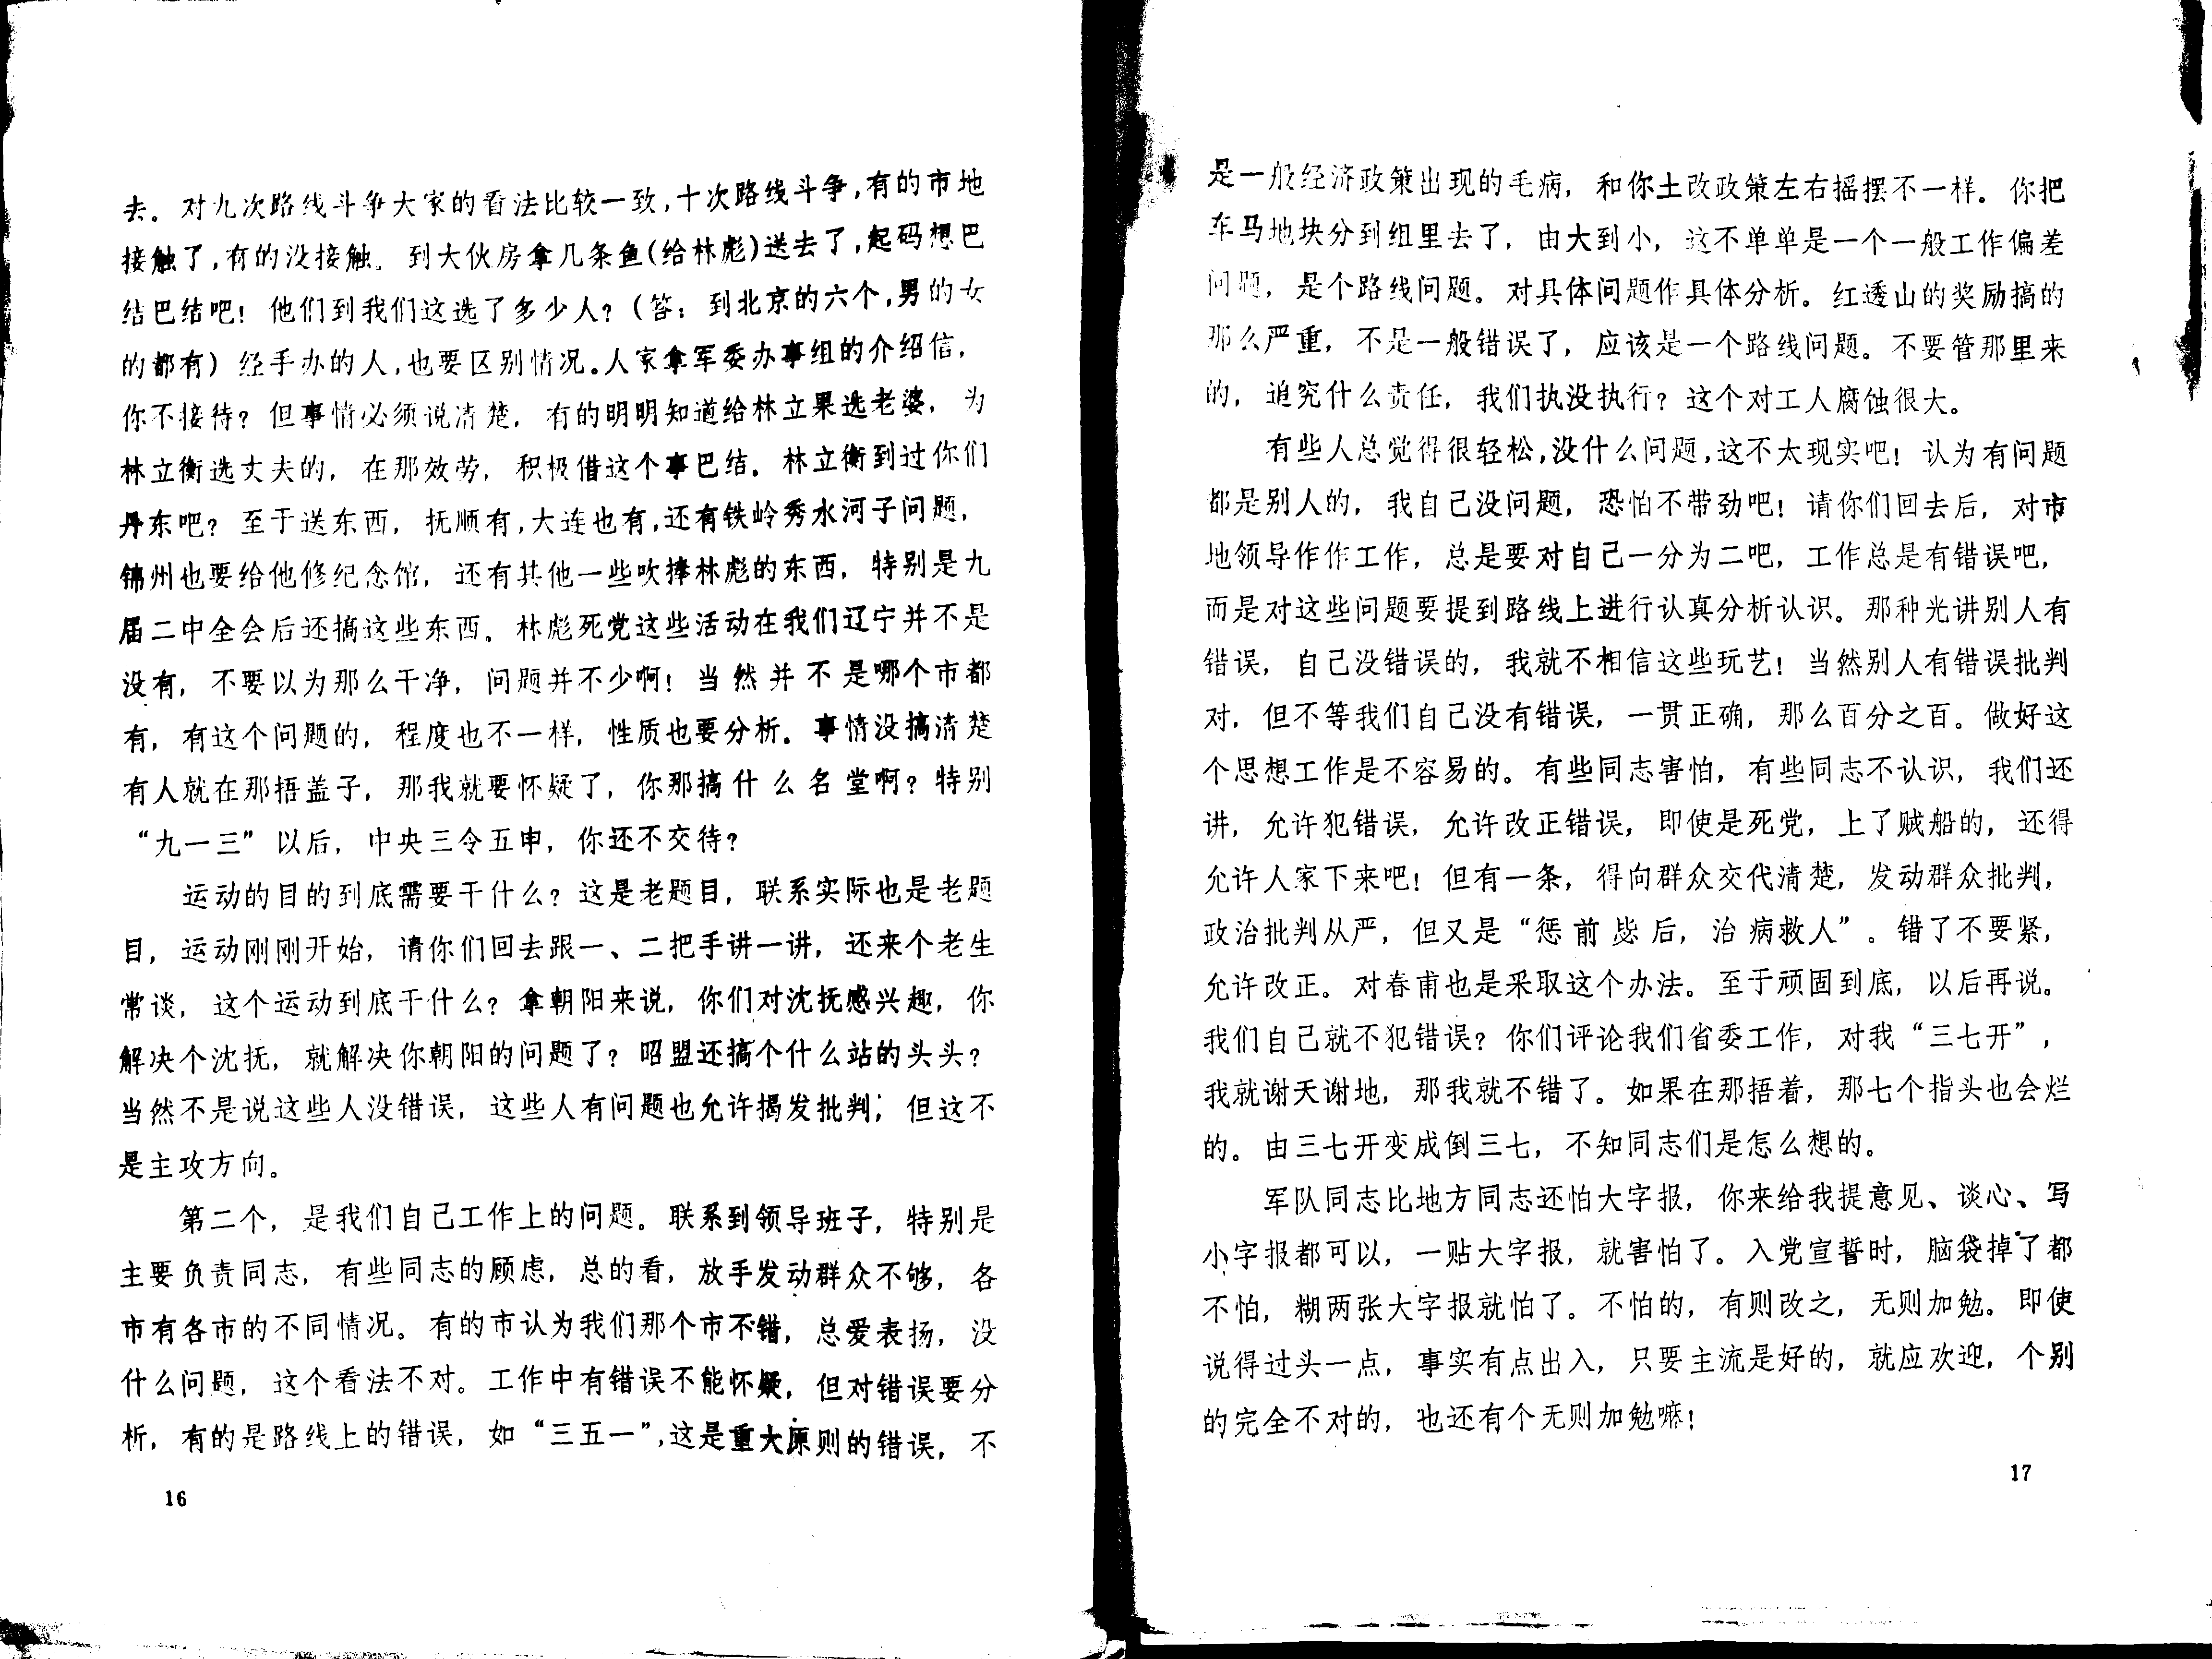 去。对九次路线斗争大家的看法比较一致，十次路线斗争，有的市地
接触了，有的没接触。到大伙房拿几条鱼（给林彪）送去了，起码想巴
结巴结吧！他们到我们这选了多少人？（答：到北京的六个，男的女
的都有）经手办的人，也要区别情况。人家拿军委办事组的介绍信，
你不接待？但事情必须说清楚，有的明明知道给林立果选老婆，为
林立衡选丈夫的，在那效劳，积极借这个事巴结。林立衡到过你们
丹东吧？至于送东西，抚顺有，大连也有，还有铁岭秀水河子问题，
锦州也要给他修纪念馆，还有其他一些吹捧林彪的东西，特别是九
届二中全会后还搞这些东西。林彪死党这些活动在我们辽宁并不是
没有，不要以为那么干净，问题并不少啊！当然并不是哪个市都
有，有这个问题的，程度也不一样，性质也要分析。事情没搞清楚
有人就在那捂盖子，那我就要怀疑了，你那搞什么名堂啊？特别
“九一三”以后，中央三令五申，你还不交待？
运动的目的到底需要干什么？这是老题目，联系实际也是老题
目，运动刚刚开始，请你们回去跟一、二把手讲一讲，还来个老生
常谈，这个运动到底干什么？拿朝阳来说，你们对沈抚感兴趣，你
解决个沈抚，就解决你朝阳的问题了？昭盟还搞个什么站的头头？
当然不是说这些人没错误，这些人有问题也允许揭发批判；但这不
是主攻方向。
第二个，是我们自己工作上的问题。联系到领导班子，特别是
主要负责同志，有些同志的顾虑，总的看，放手发动群众不够，各
市有各市的不同情况。有的市认为我们那个市不错，总爱表扬，没
什么问题，这个看法不对。工作中有错误不能怀疑，但对错误要分
析，有的是路线上的错误，如“三五一”，这是重大原则的错误，不
16
是一般经济政策出现的毛病，和你土改政策左右摇摆不一样。你把
车马地块分到组里去了，由大到小，这不单单是一个一般工作偏差
问题，是个路线问题。对具体问题作具体分析。红透山的奖励搞的
那么严重，不是一般错误了，应该是一个路线问题。不要管那里来
的，追究什么责任，我们执没执行？这个对工人腐蚀很大。
有些人总觉得很轻松，没什么问题，这不太现实吧！认为有问题
都是别人的，我自己没问题，恐怕不带劲吧！请你们回去后，对市
地领导作作工作，总是要对自己一分为二吧，工作总是有错误吧，
而是对这些问题要提到路线上进行认真分析认识。那种光讲别人有
错误，自己没错误的，我就不相信这些玩艺！当然别人有错误批判
对，但不等我们自己没有错误，一贯正确，那么百分之百。做好这
个思想工作是不容易的。有些同志害怕，有些同志不认识，我们还
讲，允许犯错误，允许改正错误，即使是死党，上了贼船的，还得
允许人家下来吧！但有一条，得向群众交代清楚，发动群众批判，
政治批判从严，但又是“惩前毖后，治病救人”。错了不要紧，
允许改正。对春甫也是采取这个办法。至于顽固到底，以后再说。
我们自己就不犯错误？你们评论我们省委工作，对我“三七开”，
我就谢天谢地，那我就不错了。如果在那捂着，那七个指头也会烂
的。由三七开变成倒三七，不知同志们是怎么想的。
军队同志比地方同志还怕大字报，你来给我提意见、谈心、写
小字报都可以，一贴大字报，就害怕了。入党宣誓时，脑袋掉了都
不怕，糊两张大字报就怕了。不怕的，有则改之，无则加勉。即使
说得过头一点，事实有点出入，只要主流是好的，就应欢迎，个别
的完全不对的，也还有个无则加勉嘛！
17